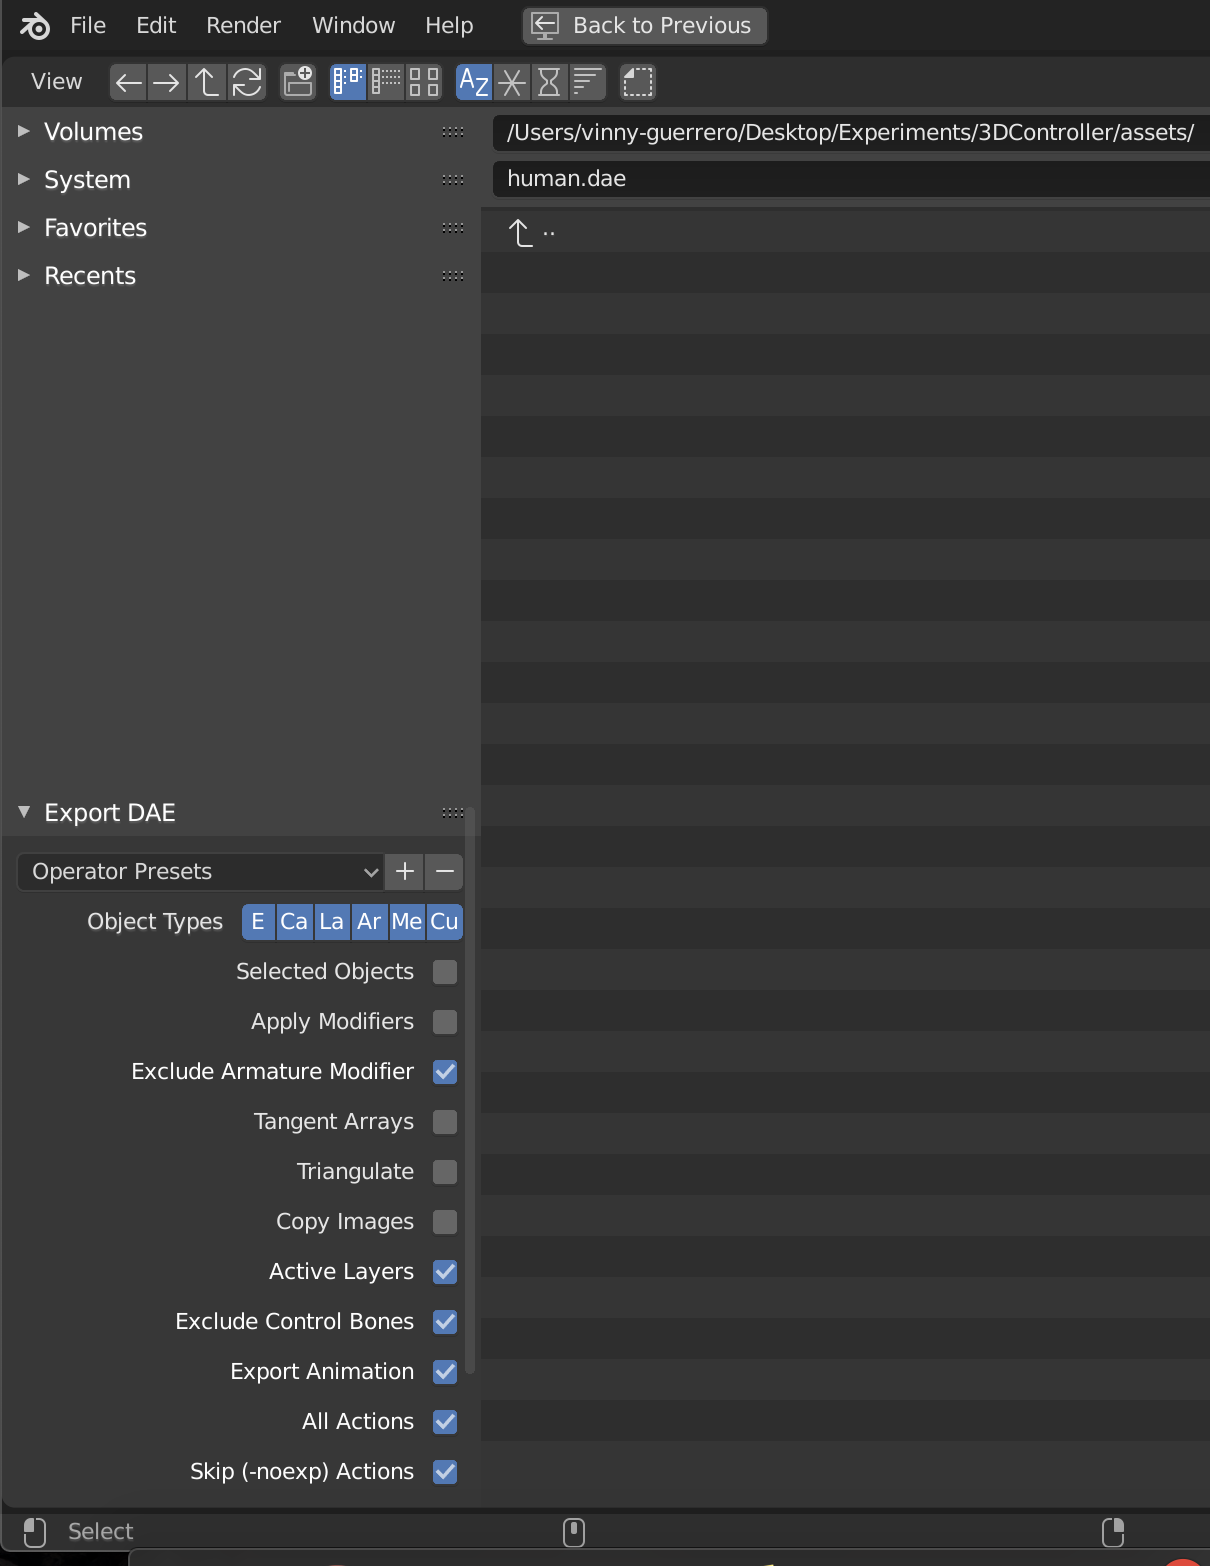 File Edit Render Window Help Back to Previous
View
Volumes
/Users/vinny-guerrero/Desktop/Experiments/3DController/assets/
System
human.dae
Favorites
..
Recents
Export DAE
Operator Presets
Object Types E Ca La Ar Me Cu
Selected Objects
Apply Modifiers
Exclude Armature Modifier
Tangent Arrays
Triangulate
Copy Images
Active Layers
Exclude Control Bones
Export Animation
All Actions
Skip (-noexp) Actions
Select